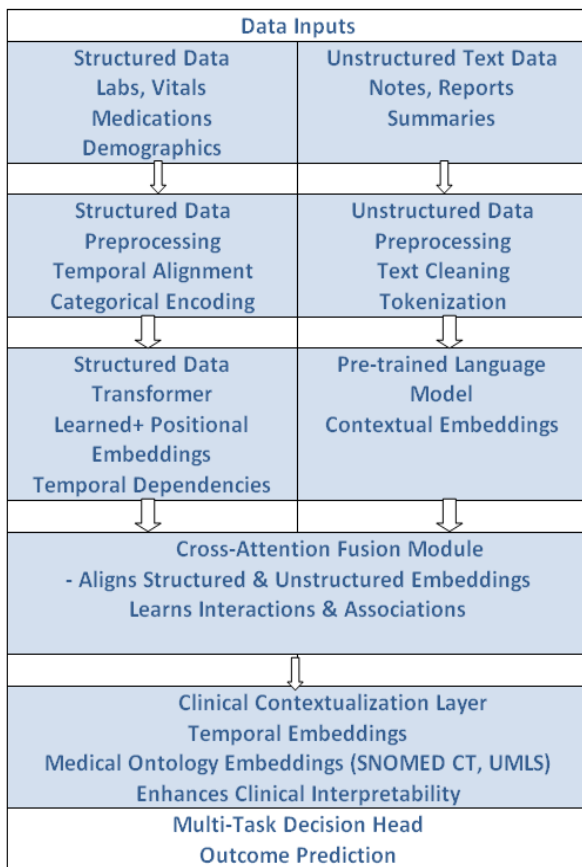 Data Inputs
Structured Data
Labs, Vitals
Medications
Demographics
Unstructured Text Data
Notes, Reports
Summaries
Structured Data
Preprocessing
Temporal Alignment
Categorical Encoding
Unstructured Data
Preprocessing
Text Cleaning
Tokenization
Structured Data
Transformer
Learned+ Positional
Embeddings
Temporal Dependencies
Pre-trained Language
Model
Contextual Embeddings
Cross-Attention Fusion Module
- Aligns Structured & Unstructured Embeddings
Learns Interactions & Associations
Clinical Contextualization Layer
Temporal Embeddings
Medical Ontology Embeddings (SNOMED CT, UMLS)
Enhances Clinical Interpretability
Multi-Task Decision Head
Outcome Prediction